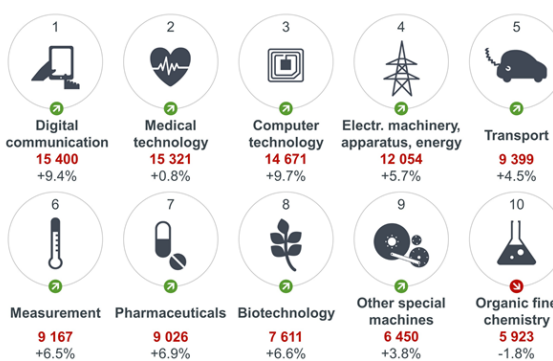 1
2
3
4
5
Digital
communication
15 400
+9.4%
Medical
technology
15 321
+0.8%
Computer
technology
14 671
+9.7%
Electr. machinery,
apparatus, energy
12 054
+5.7%
Transport
9 399
+4.5%
6
7
8
9
10
Measurement
9 167
+6.5%
Pharmaceuticals
9 026
+6.9%
Biotechnology
7 611
+6.6%
Other special
machines
6 450
+3.8%
Organic fine
chemistry
5 923
-1.8%